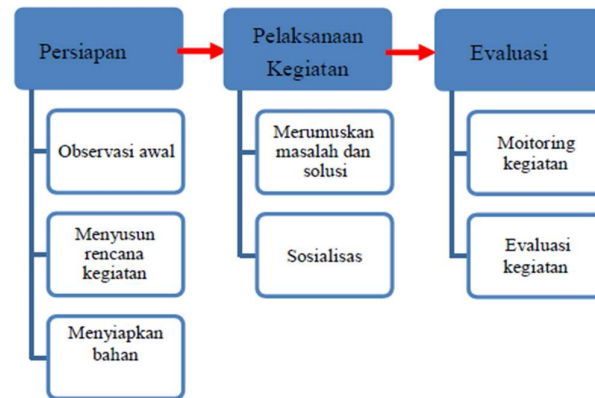 Persiapan
Observasi awal
Menyusun
rencana
kegiatan
Menyiapkan
bahan
Pelaksanaan
Kegiatan
Merumuskan
masalah dan
solusi
Sosialisas
Evaluasi
Moitoring
kegiatan
Evaluasi
kegiatan